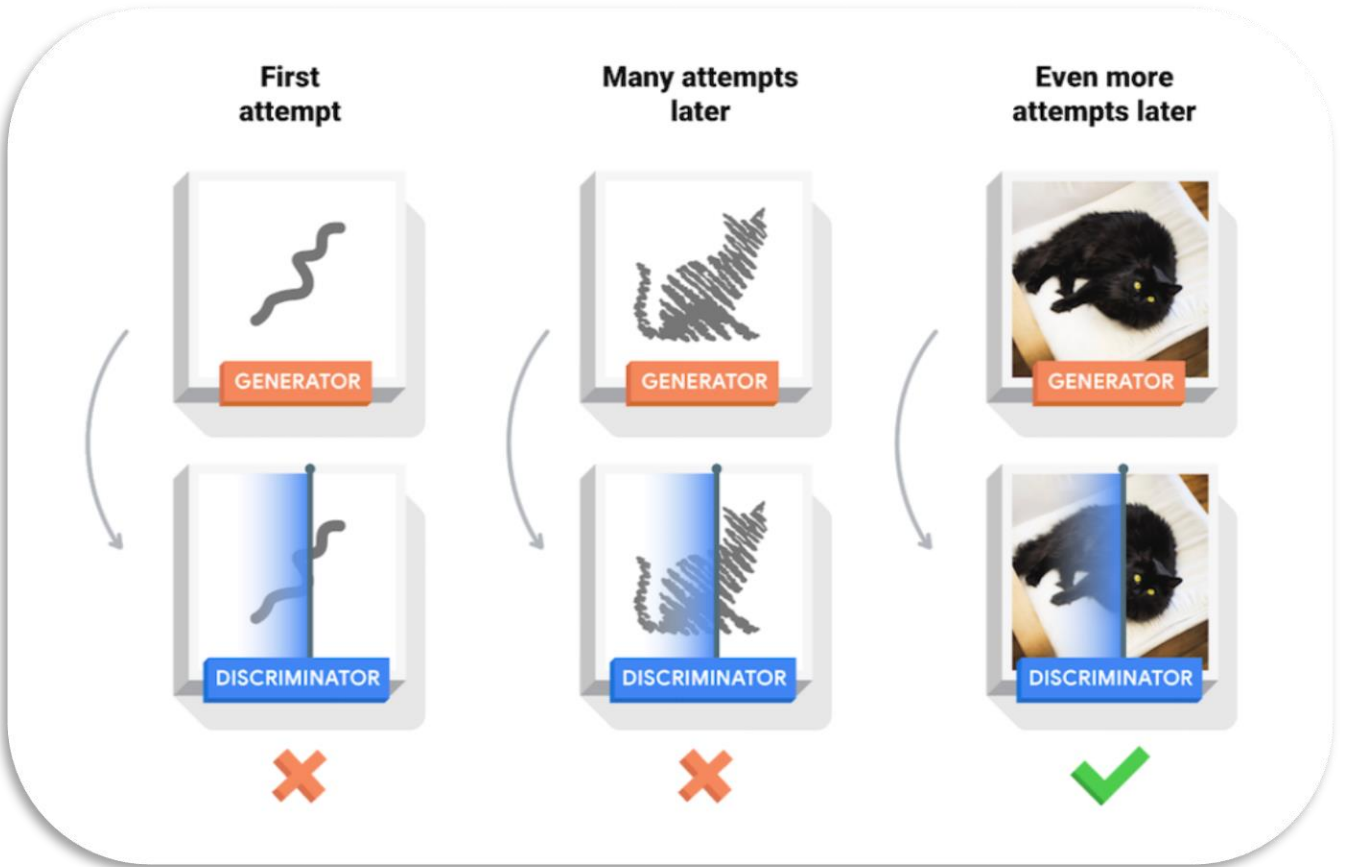 First
attempt
Many attempts
later
Even more
attempts later
GENERATOR
GENERATOR
GENERATOR
DISCRIMINATOR
DISCRIMINATOR
DISCRIMINATOR